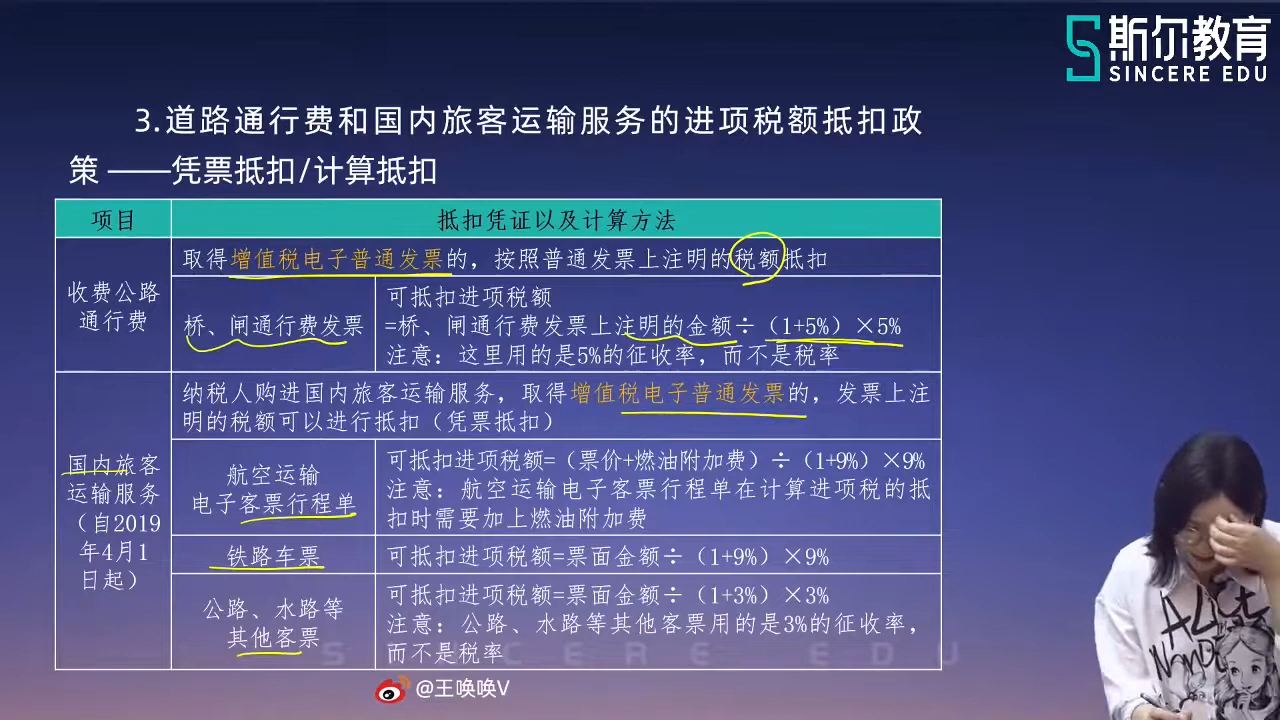 斯尔教育
SINCERE EDU
3.道路通行费和国内旅客运输服务的进项税额抵扣政
策 ——凭票抵扣/计算抵扣
项目
抵扣凭证以及计算方法
收费公路
通行费
取得增值税电子普通发票的，按照普通发票上注明的税额抵扣
桥、闸通行费发票
可抵扣进项税额
=桥、闸通行费发票上注明的金额÷（1+5%）×5%
注意：这里用的是5%的征收率，而不是税率
国内旅客
运输服务
（自2019
年4月1
日起）
纳税人购进国内旅客运输服务，取得增值税电子普通发票的，发票上注
明的税额可以进行抵扣（凭票抵扣）
航空运输
电子客票行程单
可抵扣进项税额=（票价+燃油附加费）÷（1+9%）×9%
注意：航空运输电子客票行程单在计算进项税的抵
扣时需要加上燃油附加费
铁路车票
可抵扣进项税额=票面金额÷（1+9%）×9%
公路、水路等
其他客票
可抵扣进项税额=票面金额÷（1+3%）×3%
注意：公路、水路等其他客票用的是3%的征收率，
而不是税率
SINCERE EDU
@王唤唤V